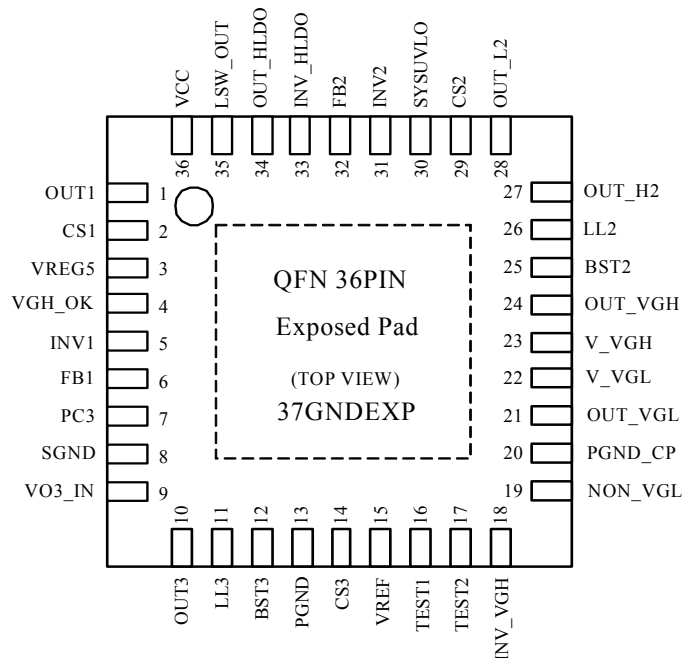 VCC
LSW_OUT
OUT_HLDO
INV_HLDO
FB2
INV2
SYSUVLO
CS2
OUT_L2
36
35
34
33
32
31
30
29
28
OUT1 1
CS1 2
VREG5 3
VGH_OK 4
INV1 5
FB1 6
PC3 7
SGND 8
VO3_IN 9
QFN 36PIN
Exposed Pad
(TOP VIEW)
37GNDEXP
27 OUT_H2
26 LL2
25 BST2
24 OUT_VGH
23 V_VGH
22 V_VGL
21 OUT_VGL
20 PGND_CP
19 NON_VGL
10
11
12
13
14
15
16
17
18
OUT3
LL3
BST3
PGND
CS3
VREF
TEST1
TEST2
INV_VGH